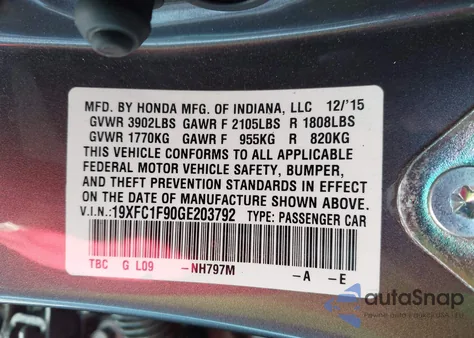 MFD. BY HONDA MFG. OF INDIANA, LLC 12/'15
GVWR 3902LBS GAWR F 2105LBS R 1808LBS
GVWR 1770KG GAWR F 955KG R 820KG
THIS VEHICLE CONFORMS TO ALL APPLICABLE
FEDERAL MOTOR VEHICLE SAFETY, BUMPER,
AND THEFT PREVENTION STANDARDS IN EFFECT
ON THE DATE OF MANUFACTURE SHOWN ABOVE.
V.I.N.:19XFC1F90GE203792 TYPE: PASSENGER CAR
TBC G L09 -NH797M -A -E
autoSnap